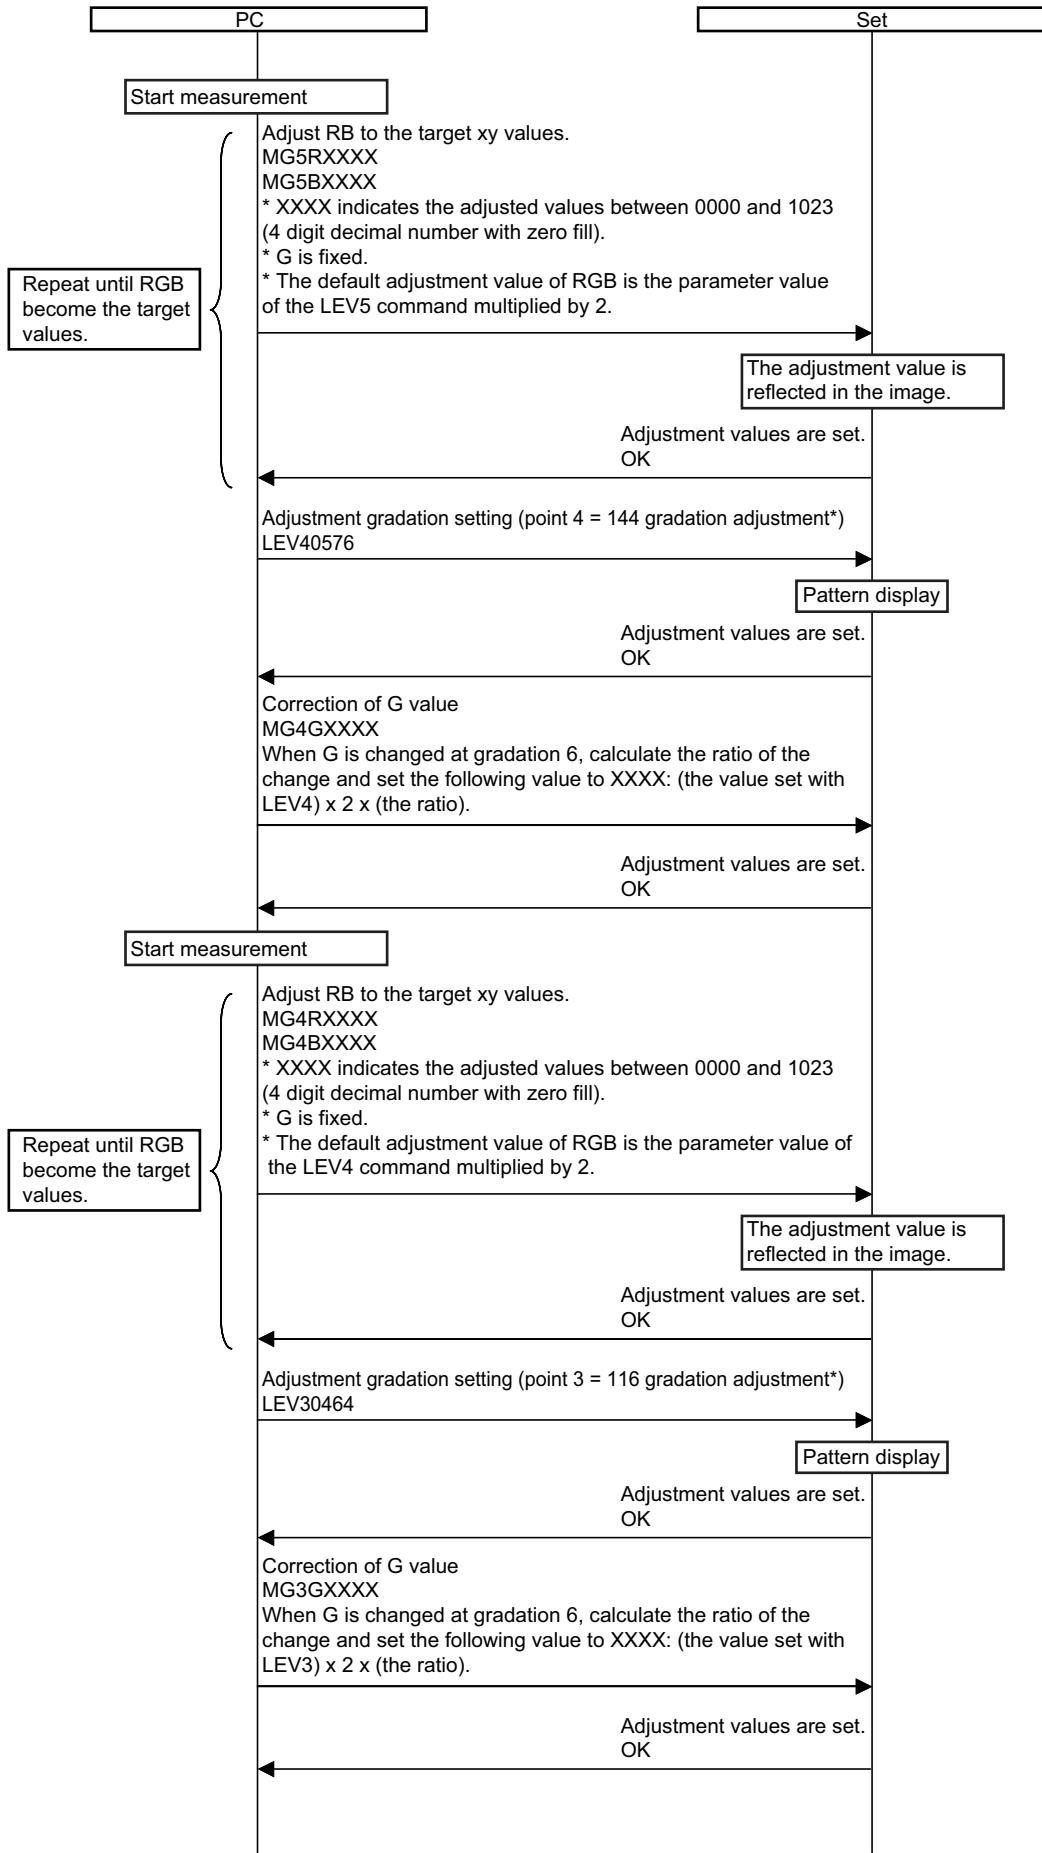 PC
Set
Start measurement
Adjust RB to the target xy values.
MG5RXXXX
MG5BXXXX
* XXXX indicates the adjusted values between 0000 and 1023
(4 digit decimal number with zero fill).
* G is fixed.
* The default adjustment value of RGB is the parameter value
of the LEV5 command multiplied by 2.
Repeat until RGB
become the target
values.
The adjustment value is
reflected in the image.
Adjustment values are set.
OK
Adjustment gradation setting (point 4 = 144 gradation adjustment*)
LEV40576
Pattern display
Adjustment values are set.
OK
Correction of G value
MG4GXXXX
When G is changed at gradation 6, calculate the ratio of the
change and set the following value to XXXX: (the value set with
LEV4) x 2 x (the ratio).
Adjustment values are set.
OK
Start measurement
Adjust RB to the target xy values.
MG4RXXXX
MG4BXXXX
* XXXX indicates the adjusted values between 0000 and 1023
(4 digit decimal number with zero fill).
* G is fixed.
* The default adjustment value of RGB is the parameter value of
the LEV4 command multiplied by 2.
Repeat until RGB
become the target
values.
The adjustment value is
reflected in the image.
Adjustment values are set.
OK
Adjustment gradation setting (point 3 = 116 gradation adjustment*)
LEV30464
Pattern display
Adjustment values are set.
OK
Correction of G value
MG3GXXXX
When G is changed at gradation 6, calculate the ratio of the
change and set the following value to XXXX: (the value set with
LEV3) x 2 x (the ratio).
Adjustment values are set.
OK